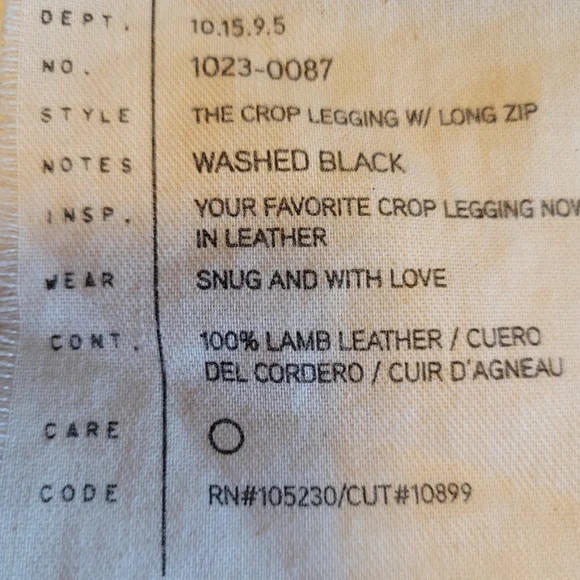 DEPT. 10.15.9.5
NO. 1023-0087
STYLE THE CROP LEGGING W/ LONG ZIP
NOTES WASHED BLACK
INSP. YOUR FAVORITE CROP LEGGING NOW
IN LEATHER
WEAR SNUG AND WITH LOVE
CONT. 100% LAMB LEATHER / CUERO
DEL CORDERO / CUIR D'AGNEAU
CARE
CODE RN#105230/CUT#10899